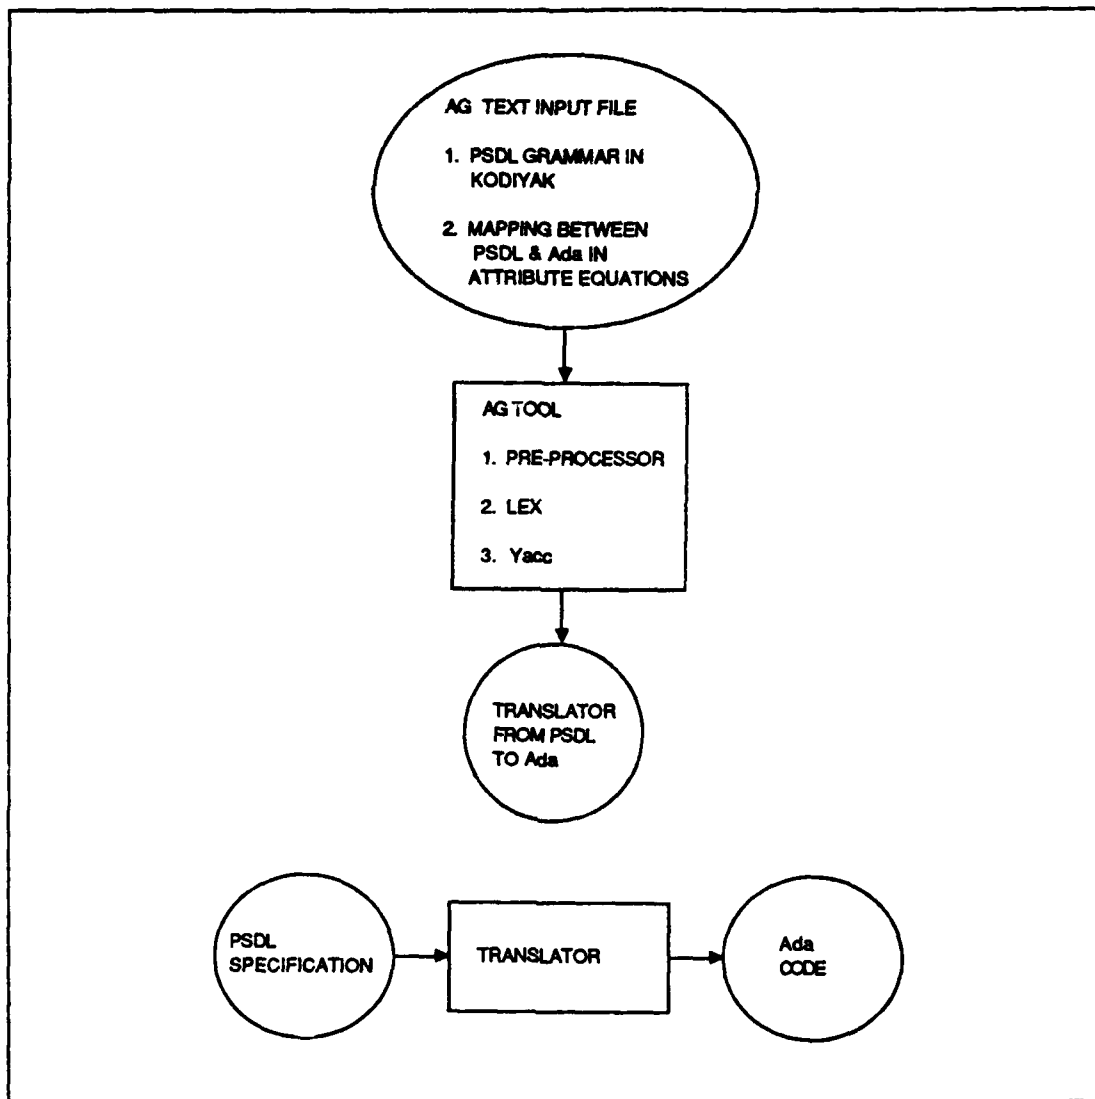 AG TEXT INPUT FILE
1. PSDL GRAMMAR IN
KODIYAK
2. MAPPING BETWEEN
PSDL & Ada IN
ATTRIBUTE EQUATIONS
AG TOOL
1. PRE-PROCESSOR
2. LEX
3. Yacc
TRANSLATOR
FROM PSDL
TO Ada
PSDL
SPECIFICATION
TRANSLATOR
Ada
CODE